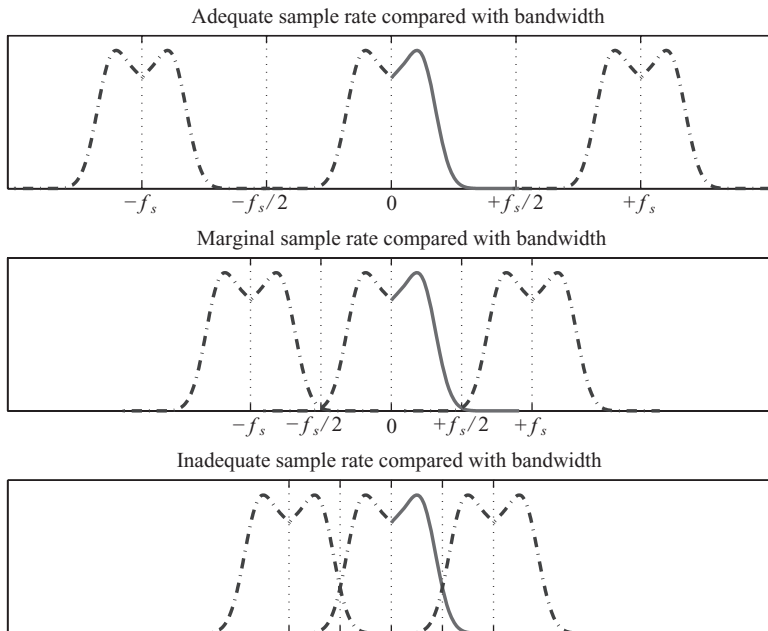 Adequate sample rate compared with bandwidth
−fₛ −fₛ/2 0 +fₛ/2 +fₛ
Marginal sample rate compared with bandwidth
−fₛ −fₛ/2 0 +fₛ/2 +fₛ
Inadequate sample rate compared with bandwidth